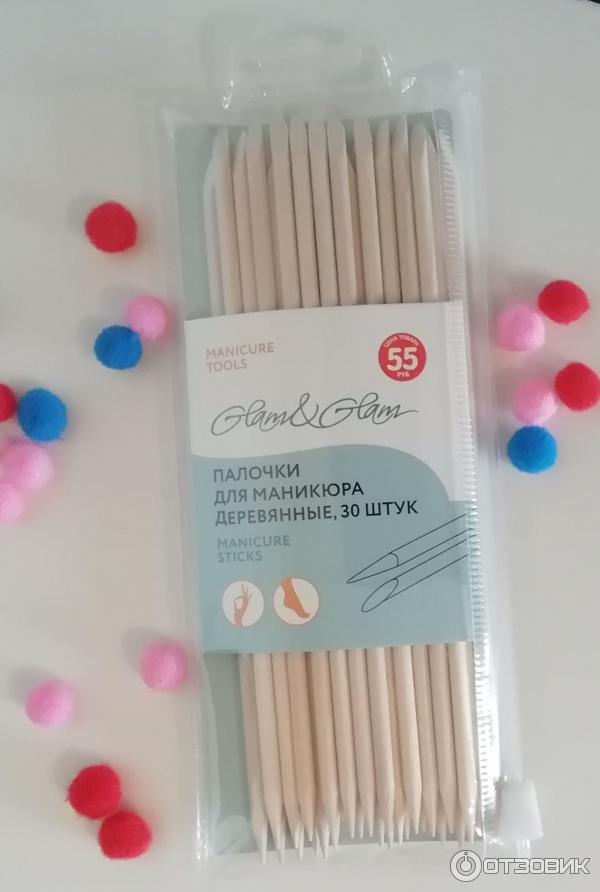 MANICURE
TOOLS
ЦЕНА ТОВАРА
55
РУБ
Glam&Glam
ПАЛОЧКИ
ДЛЯ МАНИКЮРА
ДЕРЕВЯННЫЕ, 30 ШТУК
MANICURE
STICKS
ОТЗОВИК